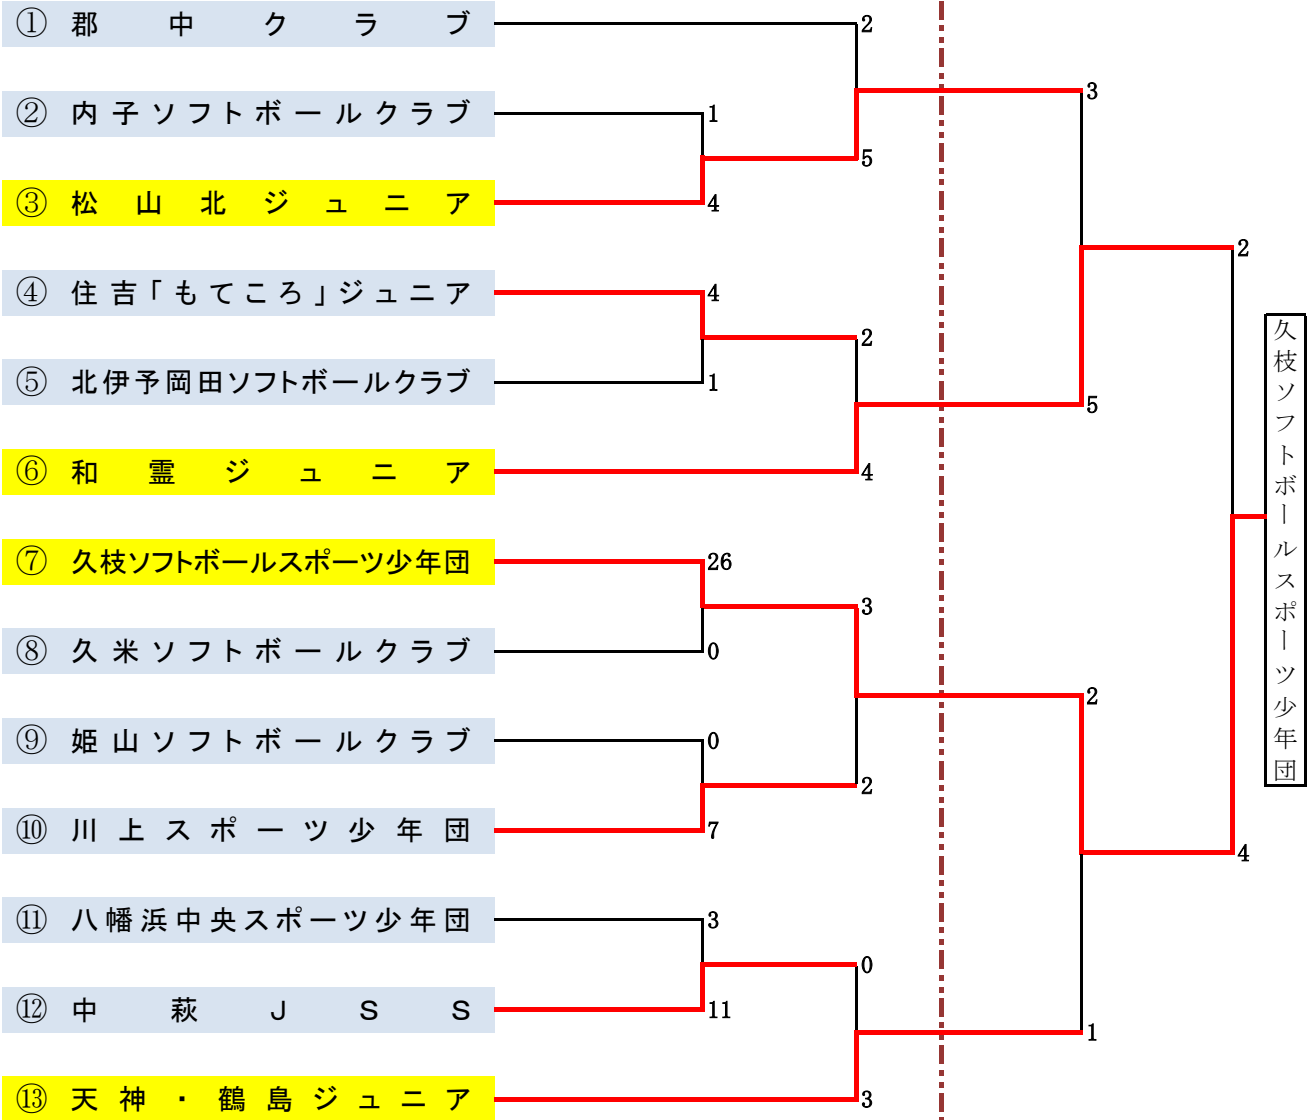 ① 郡中クラブ
2
② 内子ソフトボールクラブ
1
3
5
③ 松山北ジュニア
4
2
④ 住吉「もてころ」ジュニア
4
2
⑤ 北伊予岡田ソフトボールクラブ
1
5
⑥ 和霊ジュニア
4
久枝ソフトボールスポーツ少年団
⑦ 久枝ソフトボールスポーツ少年団
26
3
⑧ 久米ソフトボールクラブ
0
2
⑨ 姫山ソフトボールクラブ
0
2
⑩ 川上スポーツ少年団
7
4
⑪ 八幡浜中央スポーツ少年団
3
0
⑫ 中萩JSS
11
1
⑬ 天神・鶴島ジュニア
3